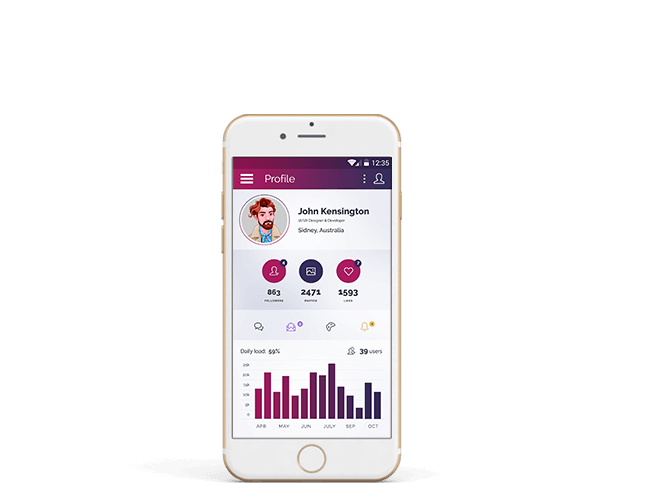 12:35
Profile
John Kensington
UI/UX Designer & Developer
Sidney, Australia
4
7
863
2471
1593
FOLLOWERS
PHOTOS
LIKES
Daily load: 59%
39 users
25k
20k
15k
10k
5k
0
APR MAY JUN JULY SEP OCT